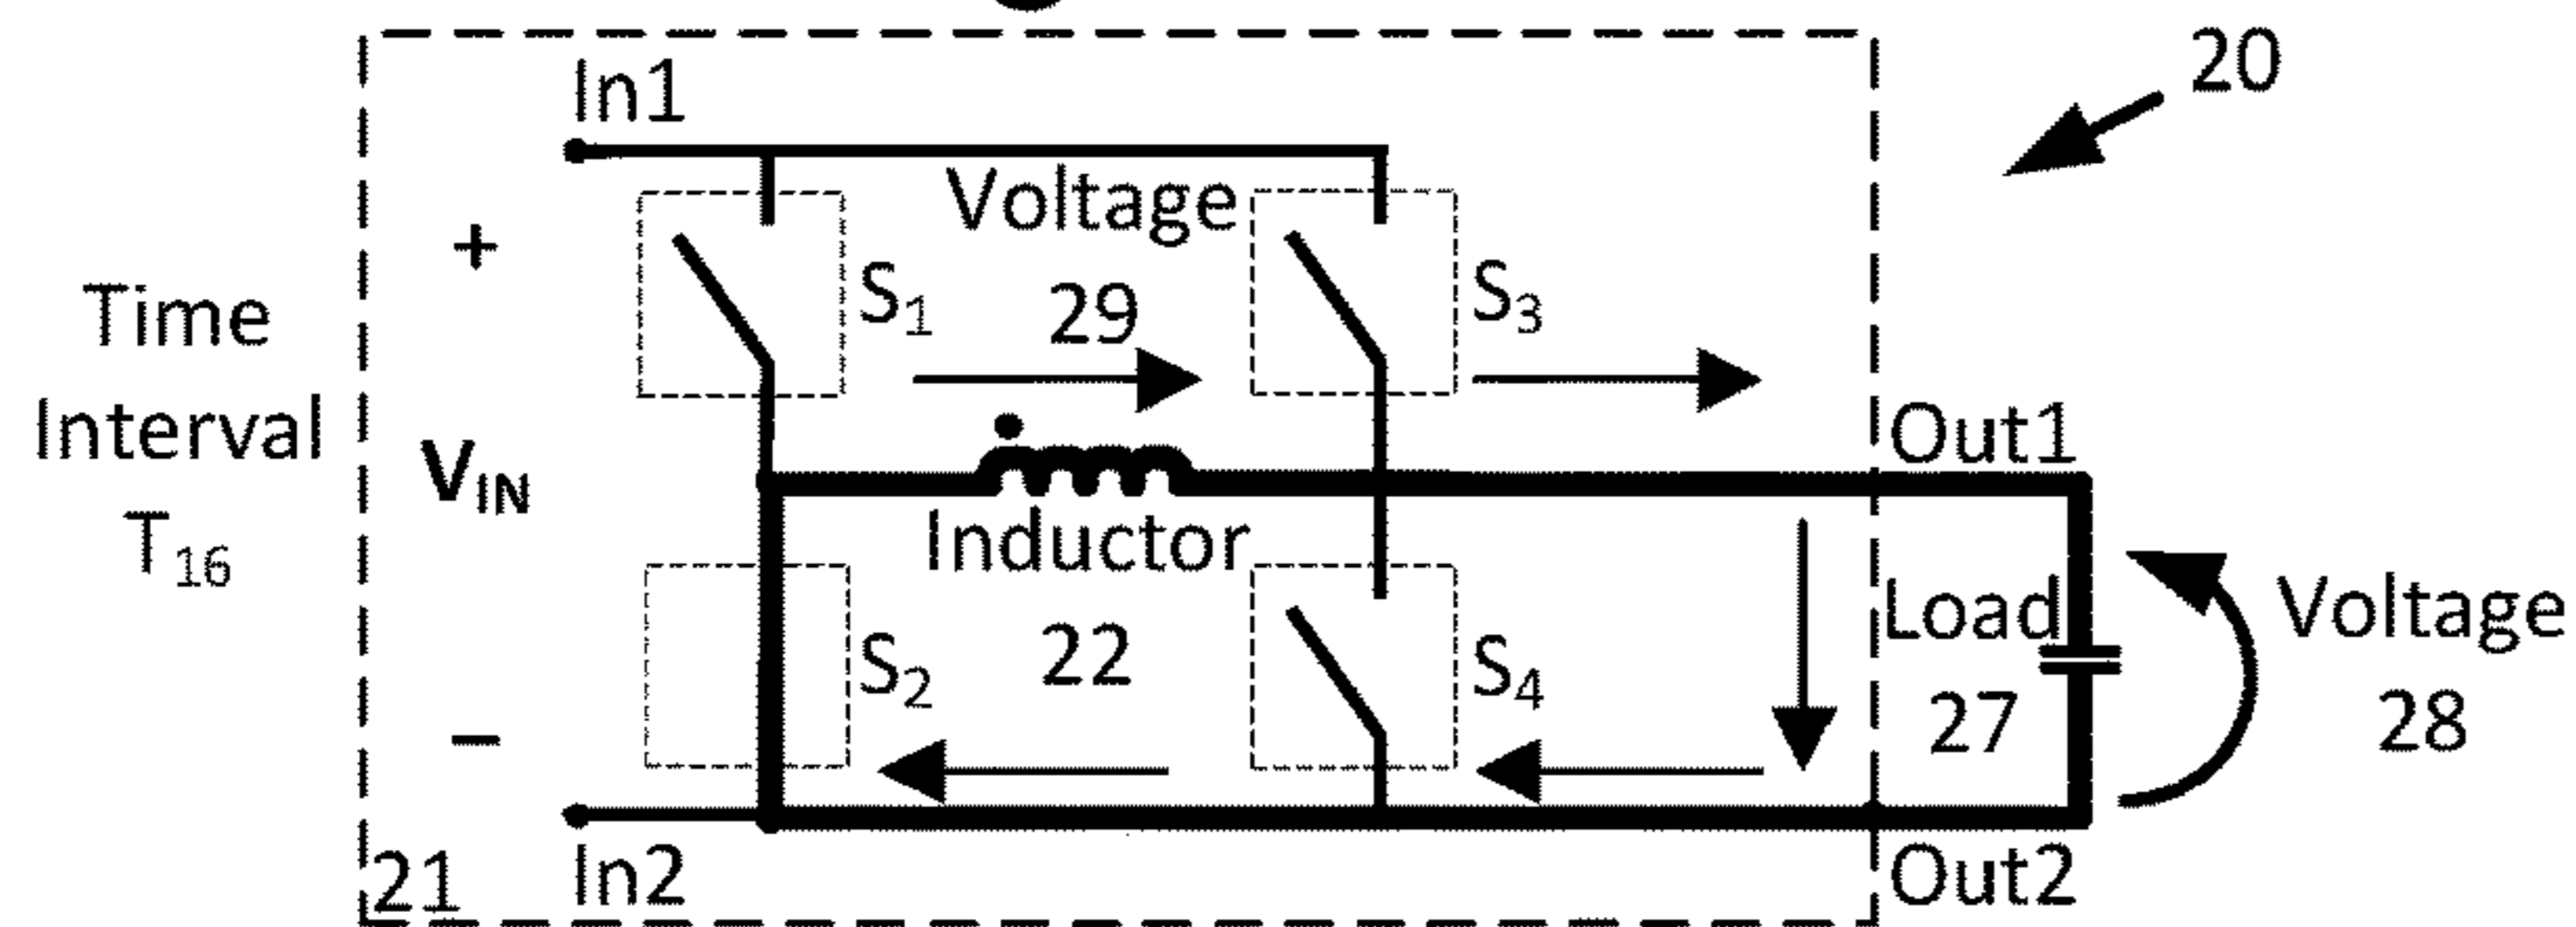 20
In1
Voltage
29
+
S₁
S₃
Time
Interval
T₁₆
V_IN
Out1
Inductor
22
S₂
S₄
Load
27
Voltage
28
−
21
In2
Out2